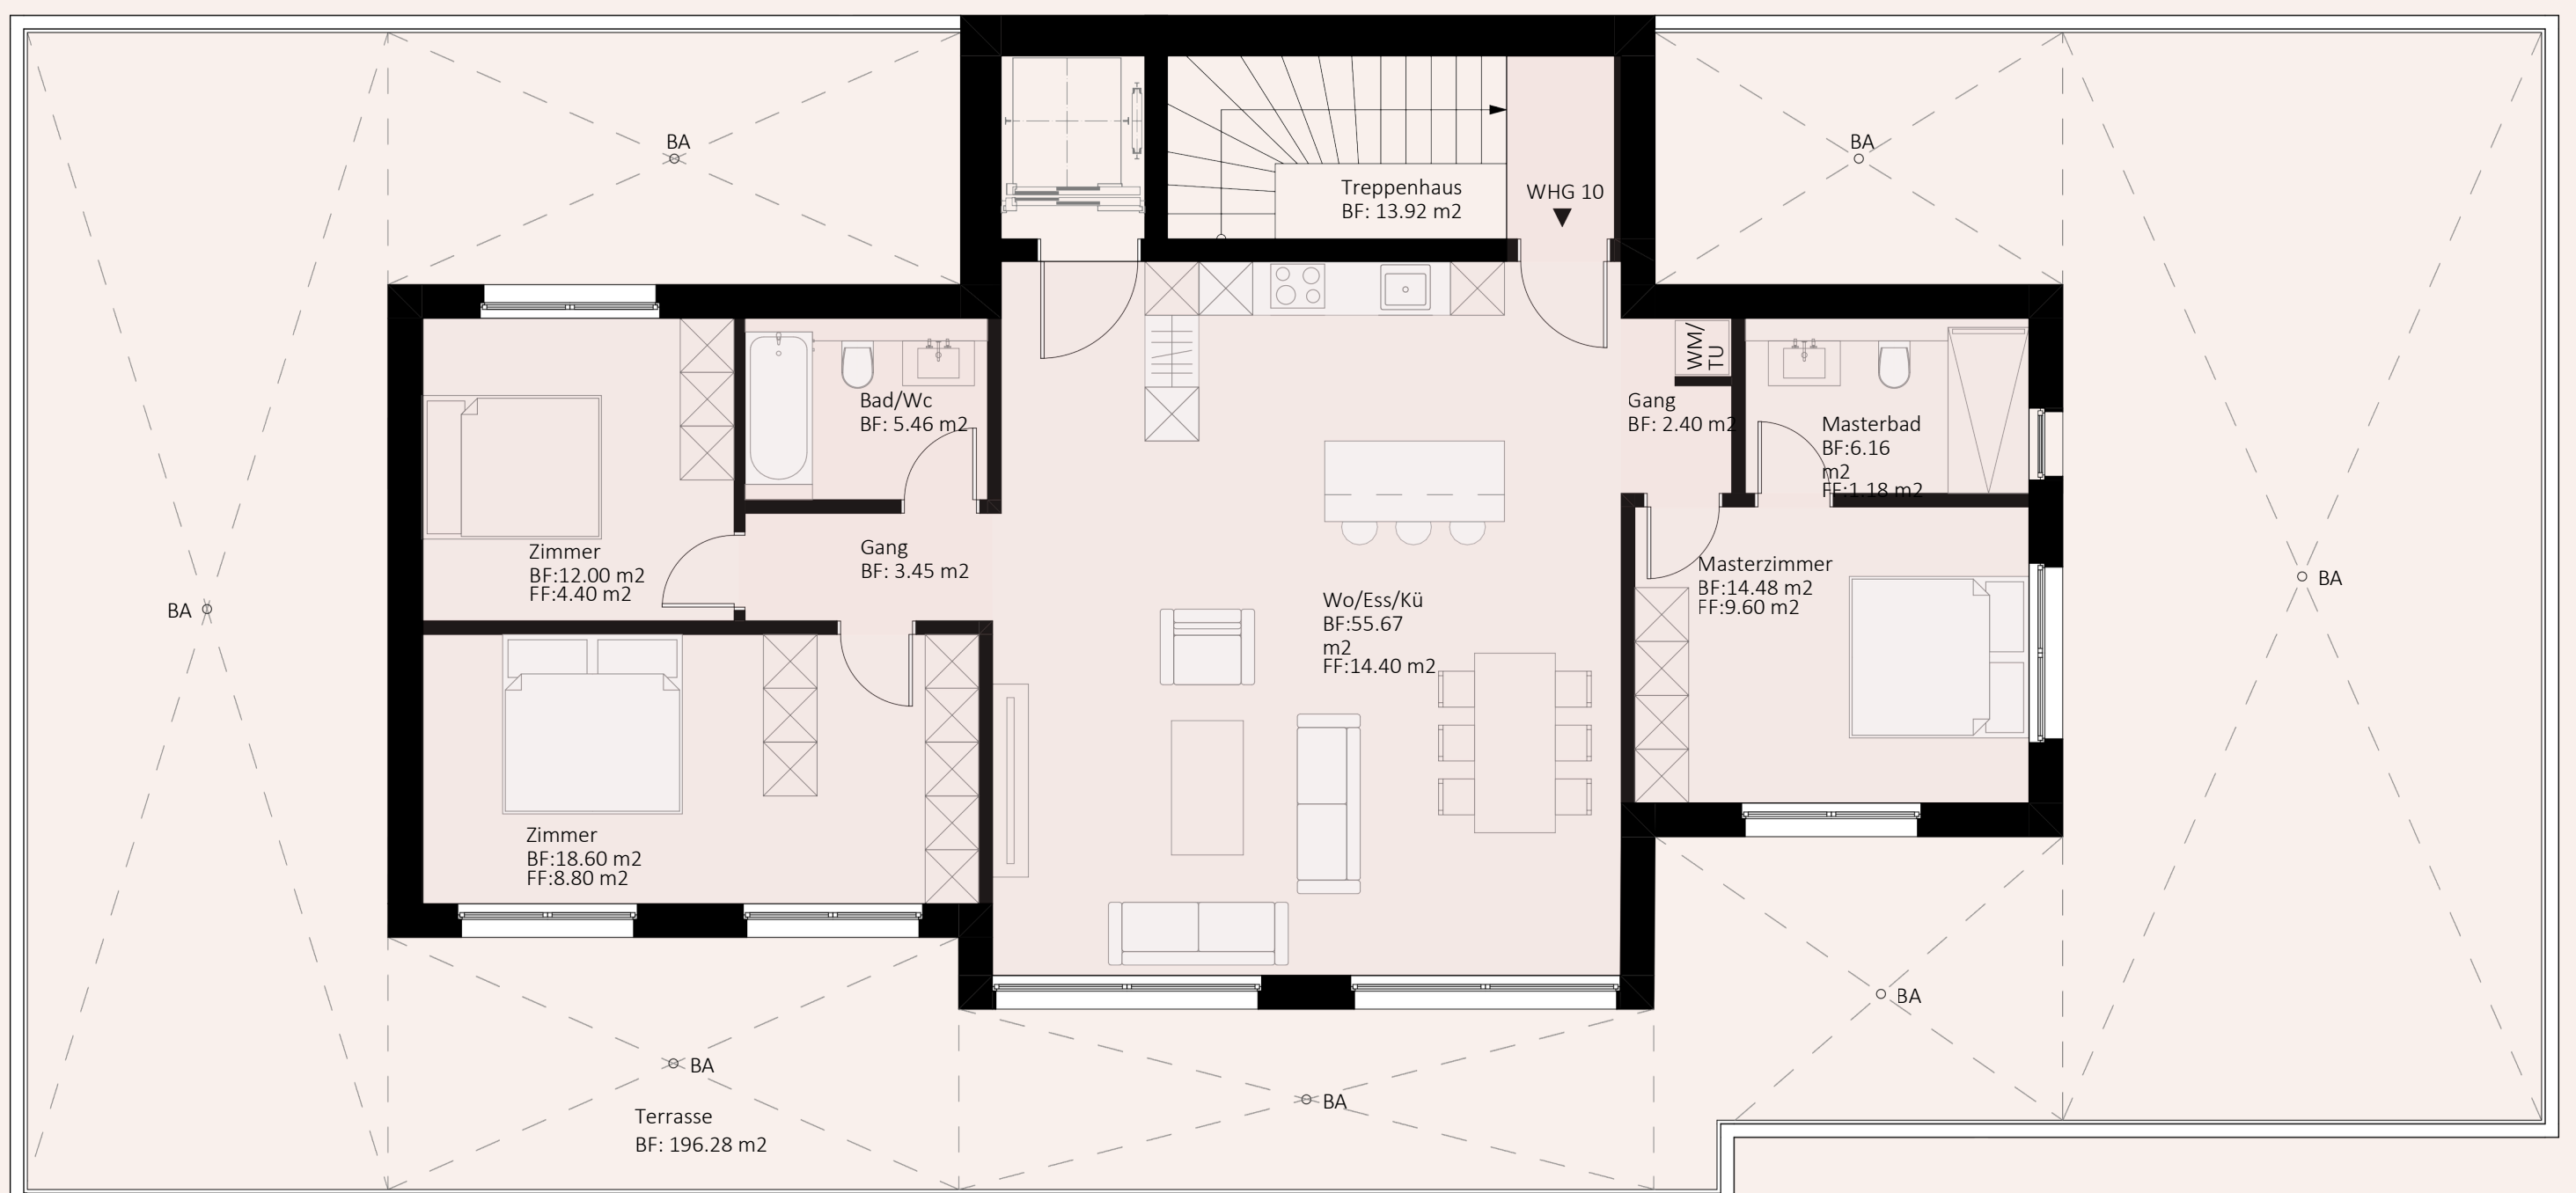 BA
BA
Treppenhaus
BF: 13.92 m2
WHG 10
WM/
TU
Bad/Wc
BF: 5.46 m2
Gang
BF: 2.40 m2
Masterbad
BF:6.16
m2
FF:1.18 m2
Zimmer
BF:12.00 m2
FF:4.40 m2
Gang
BF: 3.45 m2
Masterzimmer
BF:14.48 m2
FF:9.60 m2
BA
BA
Wo/Ess/Kü
BF:55.67
m2
FF:14.40 m2
Zimmer
BF:18.60 m2
FF:8.80 m2
BA
BA
BA
Terrasse
BF: 196.28 m2